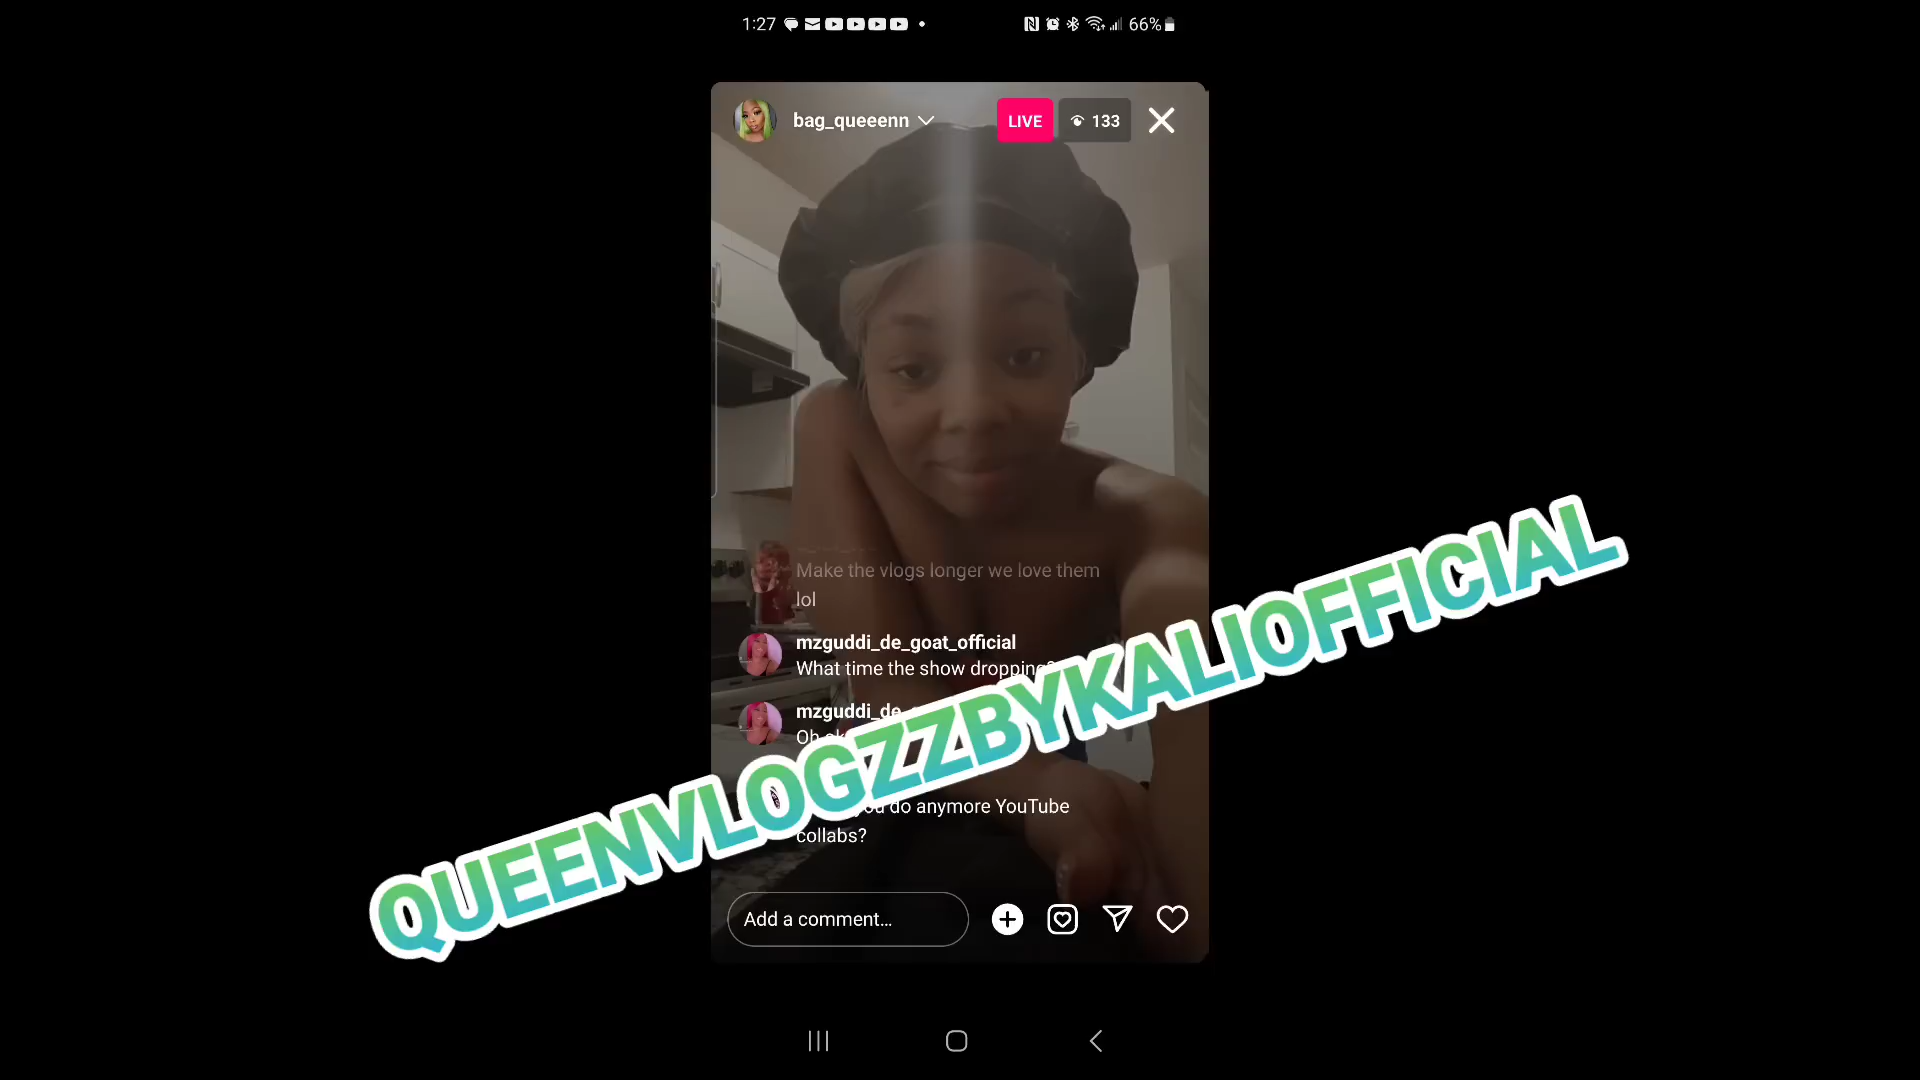 1:27
66%
bag_queeenn
LIVE
133
Make the vlogs longer we love them
lol
mzguddi_de_goat_official
What time the show dropping?
mzguddi_de
Oh
you do anymore YouTube
collabs?
QUEENVLOGZZBYKALIOFFICIAL
Add a comment...